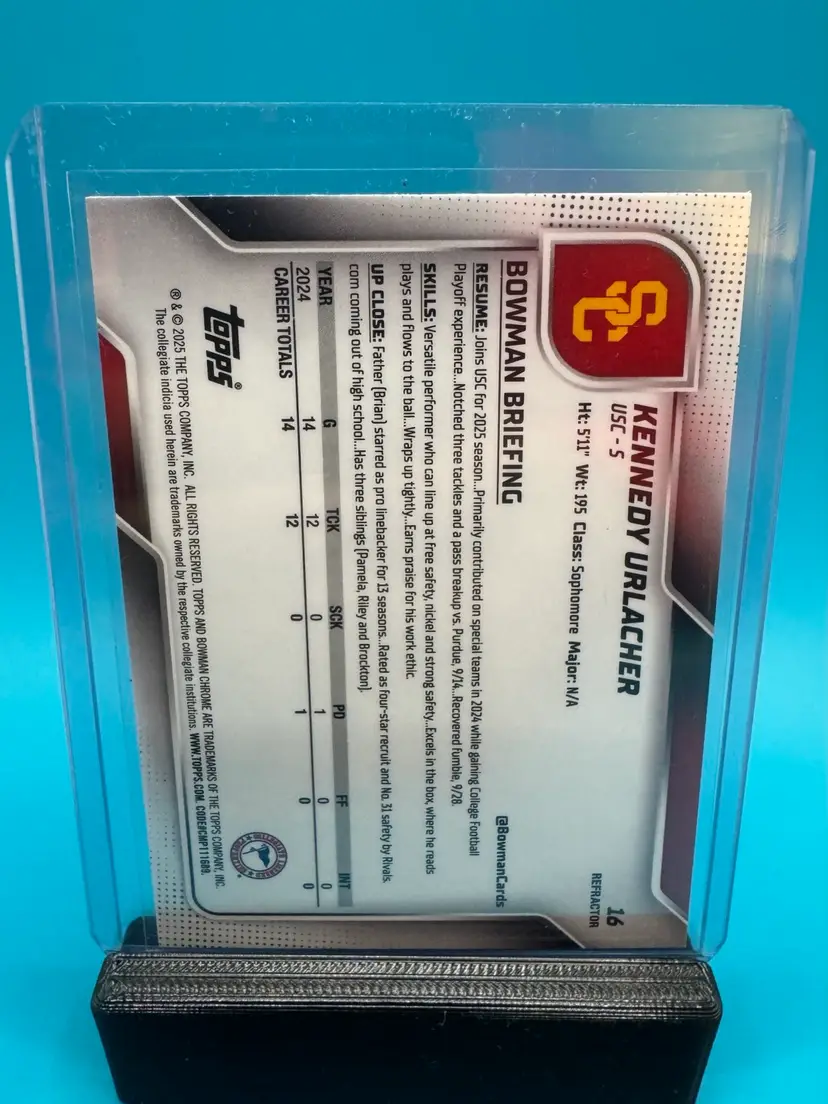 SC
KENNEDY URLACHER
USC - S
Ht: 5'11" Wt: 195 Class: Sophomore Major: N/A
16
REFRACTOR
BOWMAN BRIEFING
@BowmanCards
RESUME: Joins USC for 2025 season...Primarily contributed on special teams in 2024 while gaining College Football
Playoff experience...Notched three tackles and a pass breakup vs. Purdue, 9/14...Recovered fumble, 9/28.
SKILLS: Versatile performer who can line up at free safety, nickel and strong safety...Excels in the box, where he reads
plays and flows to the ball...Wraps up tightly...Earns praise for his work ethic.
UP CLOSE: Father (Brian) starred as pro linebacker for 13 seasons...Rated as four-star recruit and No. 31 safety by Rivals.
com coming out of high school...Has three siblings (Pamela, Riley and Brockton).
YEAR G TCK SCK PD FF INT
2024 14 12 0 1 0 0
CAREER TOTALS 14 12 0 1 0 0
topps®
® & © 2025 THE TOPPS COMPANY, INC. ALL RIGHTS RESERVED. TOPPS AND BOWMAN CHROME ARE TRADEMARKS OF THE TOPPS COMPANY, INC.
The collegiate indicia used herein are trademarks owned by the respective collegiate institutions. WWW.TOPPS.COM. CODE#CMP111689.